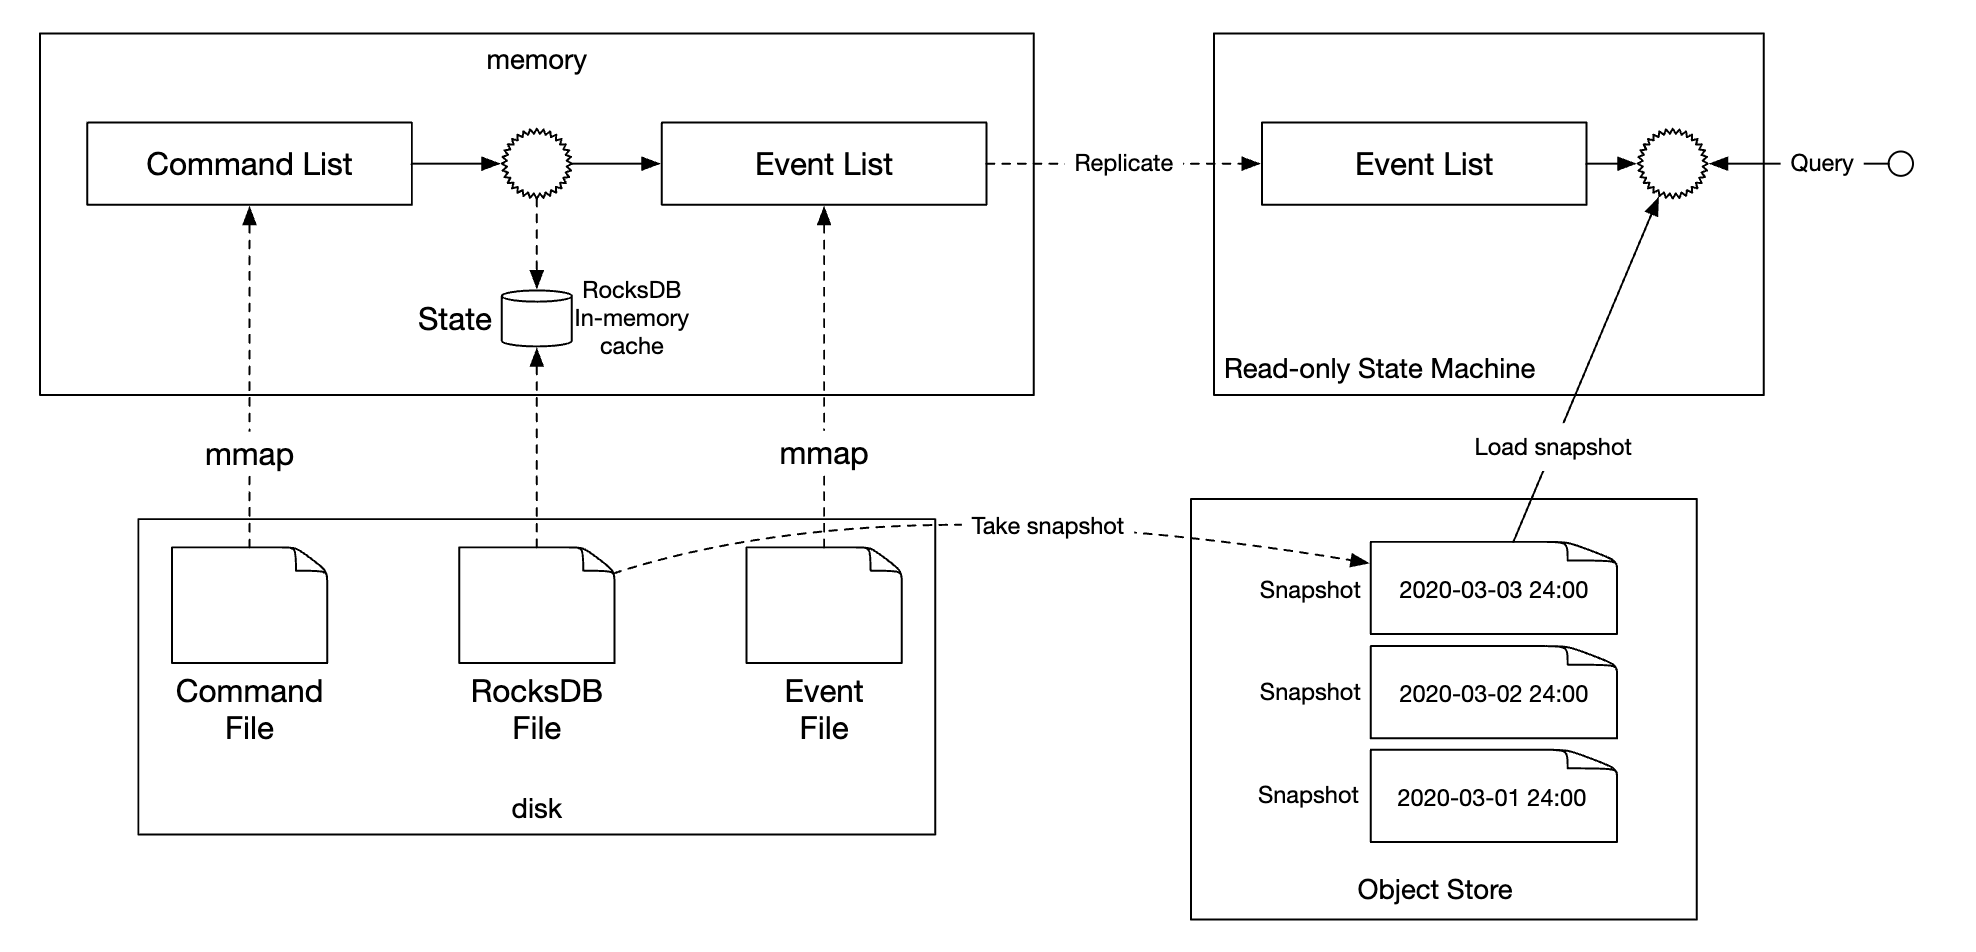 memory
Command List
Event List
Replicate
Event List
Query
State
RocksDB
In-memory
cache
Read-only State Machine
mmap
mmap
Load snapshot
Take snapshot
Command
File
RocksDB
File
Event
File
disk
Snapshot
2020-03-03 24:00
Snapshot
2020-03-02 24:00
Snapshot
2020-03-01 24:00
Object Store